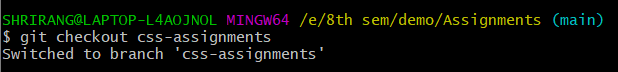 SHRIRANG@LAPTOP-L4AOJNOL MINGW64 /e/8th sem/demo/Assignments (main)
$ git checkout css-assignments
Switched to branch 'css-assignments'